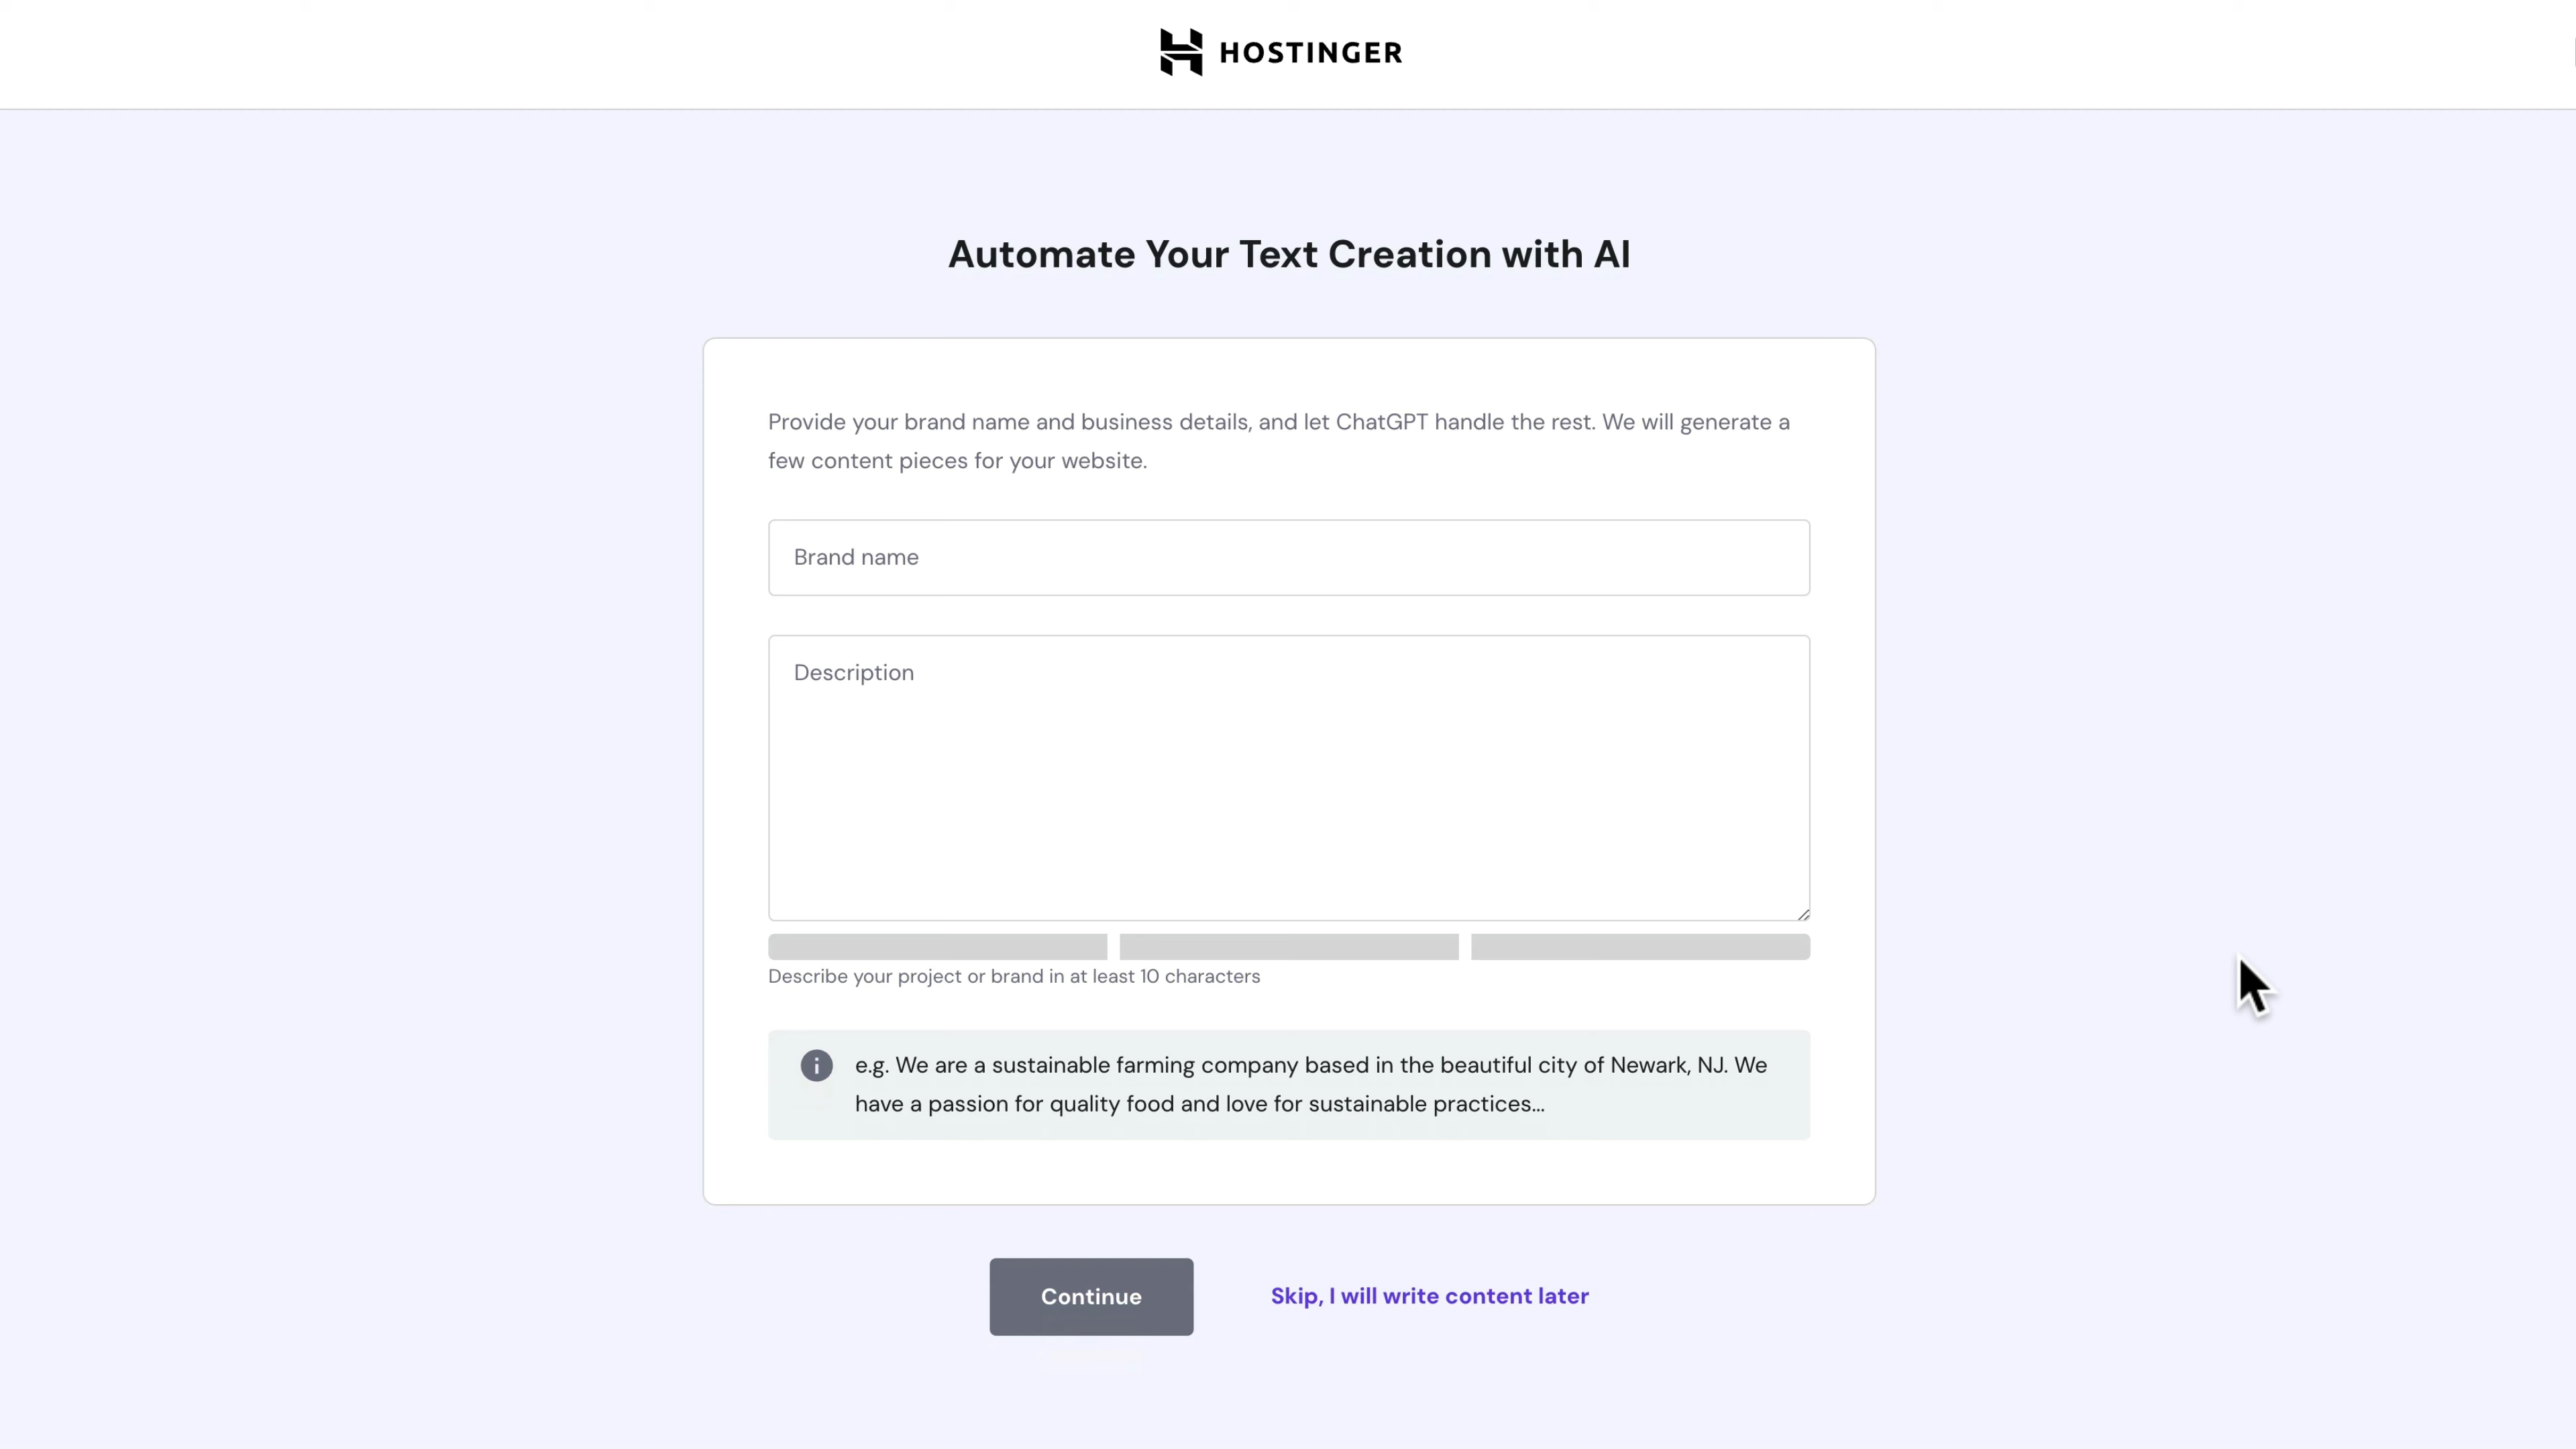 HOSTINGER
Automate Your Text Creation with AI
Provide your brand name and business details, and let ChatGPT handle the rest. We will generate a
few content pieces for your website.
Brand name
Description
Describe your project or brand in at least 10 characters
e.g. We are a sustainable farming company based in the beautiful city of Newark, NJ. We
have a passion for quality food and love for sustainable practices...
Continue
Skip, I will write content later